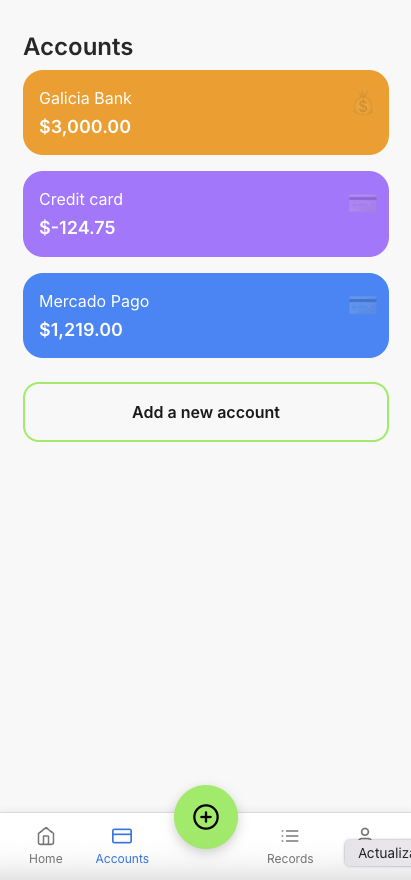 Accounts
Galicia Bank
$3,000.00
Credit card
$-124.75
Mercado Pago
$1,219.00
Add a new account
Home
Accounts
Records